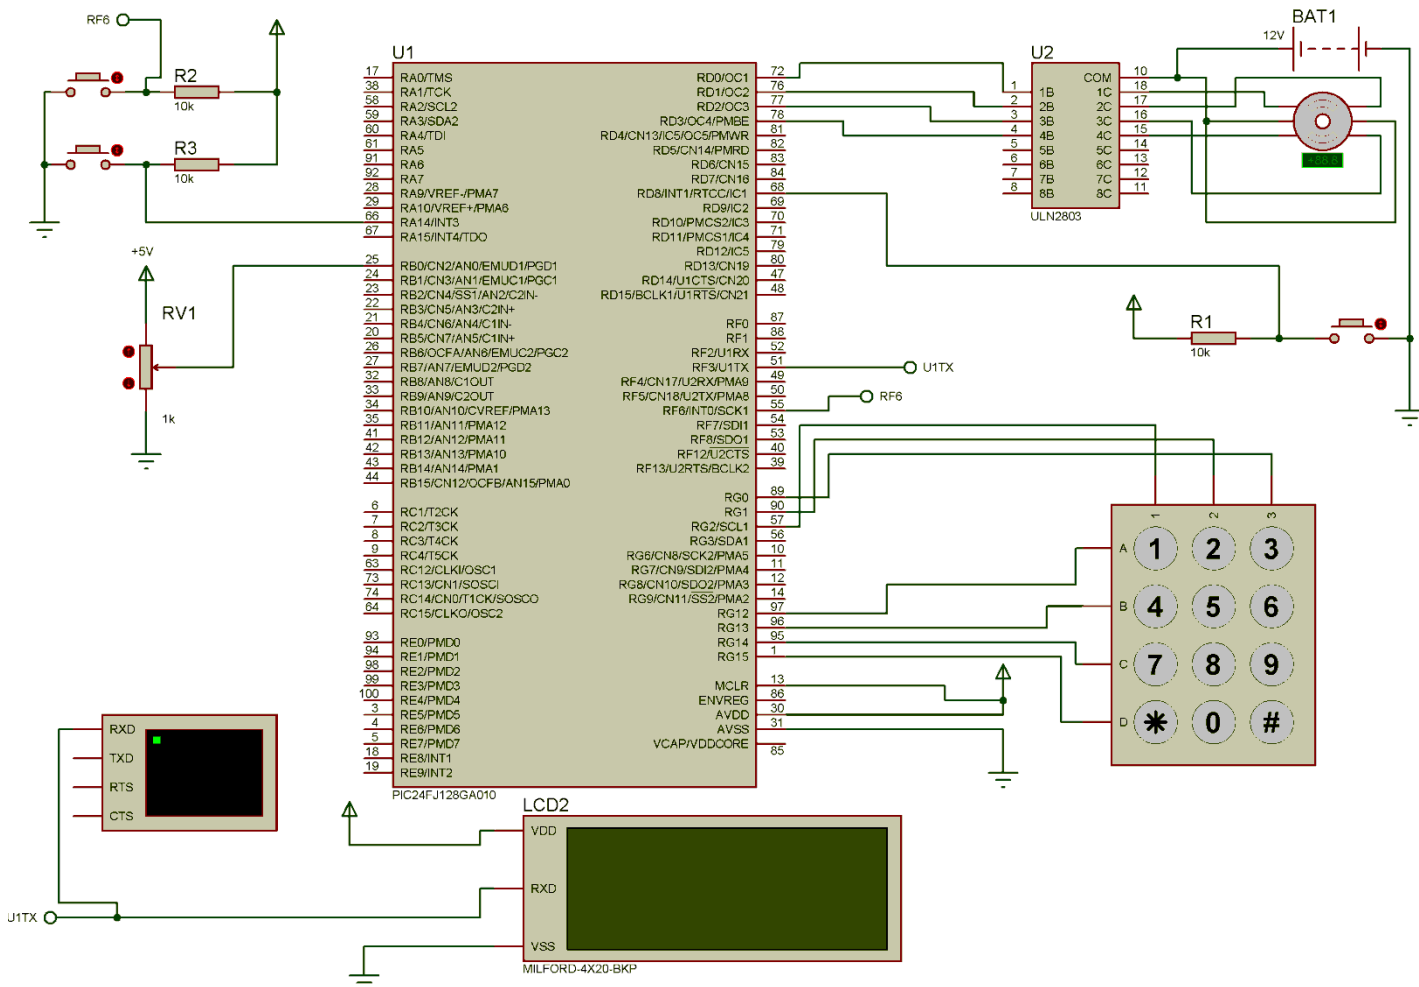 RF6
R2
10k
R3
10k
+5V
RV1
1k
U1
17 RA0/TMS
38 RA1/TCK
58 RA2/SCL2
59 RA3/SDA2
60 RA4/TDI
61 RA5
91 RA6
92 RA7
28 RA9/VREF-/PMA7
29 RA10/VREF+/PMA6
66 RA14/INT3
67 RA15/INT4/TDO
25 RB0/CN2/AN0/EMUD1/PGD1
24 RB1/CN3/AN1/EMUC1/PGC1
23 RB2/CN4/SS1/AN2/C2IN-
22 RB3/CN5/AN3/C2IN+
21 RB4/CN6/AN4/C1IN-
20 RB5/CN7/AN5/C1IN+
26 RB6/OCFA/AN6/EMUC2/PGC2
27 RB7/AN7/EMUD2/PGD2
32 RB8/AN8/C1OUT
33 RB9/AN9/C2OUT
34 RB10/AN10/CVREF/PMA13
35 RB11/AN11/PMA12
41 RB12/AN12/PMA11
42 RB13/AN13/PMA10
43 RB14/AN14/PMA1
44 RB15/CN12/OCFB/AN15/PMA0
6 RC1/T2CK
7 RC2/T3CK
8 RC3/T4CK
9 RC4/T5CK
63 RC12/CLKI/OSC1
73 RC13/CN1/SOSCI
74 RC14/CN0/T1CK/SOSCO
64 RC15/CLKO/OSC2
93 RE0/PMD0
94 RE1/PMD1
98 RE2/PMD2
99 RE3/PMD3
100 RE4/PMD4
3 RE5/PMD5
4 RE6/PMD6
5 RE7/PMD7
18 RE8/INT1
19 RE9/INT2
RD0/OC1 72
RD1/OC2 76
RD2/OC3 77
RD3/OC4/PMBE 78
RD4/CN13/IC5/OC5/PMWR 81
RD5/CN14/PMRD 82
RD6/CN15 83
RD7/CN16 84
RD8/INT1/RTCC/IC1 68
RD9/IC2 69
RD10/PMCS2/IC3 70
RD11/PMCS1/IC4 71
RD12/IC5 79
RD13/CN19 80
RD14/U1CTS/CN20 47
RD15/BCLK1/U1RTS/CN21 48
RF0 87
RF1 88
RF2/U1RX 52
RF3/U1TX 51
RF4/CN17/U2RX/PMA9 49
RF5/CN18/U2TX/PMA8 50
RF6/INT0/SCK1 55
RF7/SDI1 54
RF8/SDO1 53
RF12/U2CTS 40
RF13/U2RTS/BCLK2 39
RG0 89
RG1 90
RG2/SCL1 57
RG3/SDA1 56
RG6/CN8/SCK2/PMA5 10
RG7/CN9/SDI2/PMA4 11
RG8/CN10/SDO2/PMA3 12
RG9/CN11/SS2/PMA2 14
RG12 97
RG13 96
RG14 95
RG15 1
MCLR 13
ENVREG 86
AVDD 30
AVSS 31
VCAP/VDDCORE 85
PIC24FJ128GA010
U2
COM 10
1 1B 1C 18
2 2B 2C 17
3 3B 3C 16
4 4B 4C 15
5 5B 5C 14
6 6B 6C 13
7 7B 7C 12
8 8B 8C 11
ULN2803
BAT1
12V
+88.8
R1
10k
U1TX
RF6
1 2 3
A 1 2 3
B 4 5 6
C 7 8 9
D * 0 #
RXD
TXD
RTS
CTS
U1TX
LCD2
VDD
RXD
VSS
MILFORD-4X20-BKP